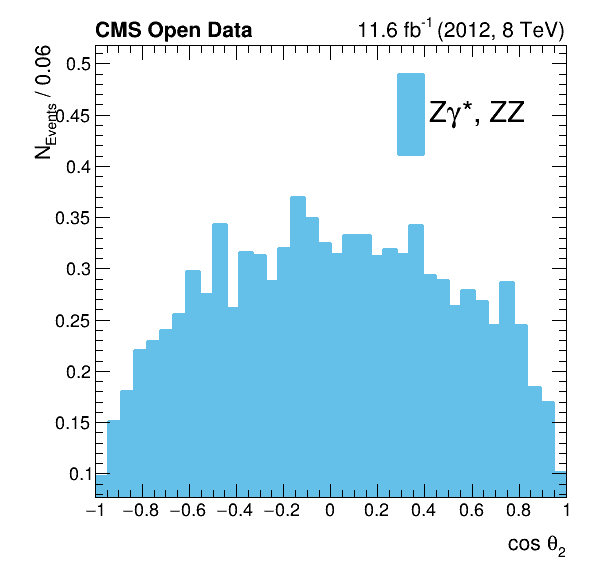 CMS Open Data 11.6 fb⁻¹ (2012, 8 TeV)
N_Events / 0.06
Zγ*, ZZ
0.5
0.45
0.4
0.35
0.3
0.25
0.2
0.15
0.1
−1 −0.8 −0.6 −0.4 −0.2 0 0.2 0.4 0.6 0.8 1
cos θ₂